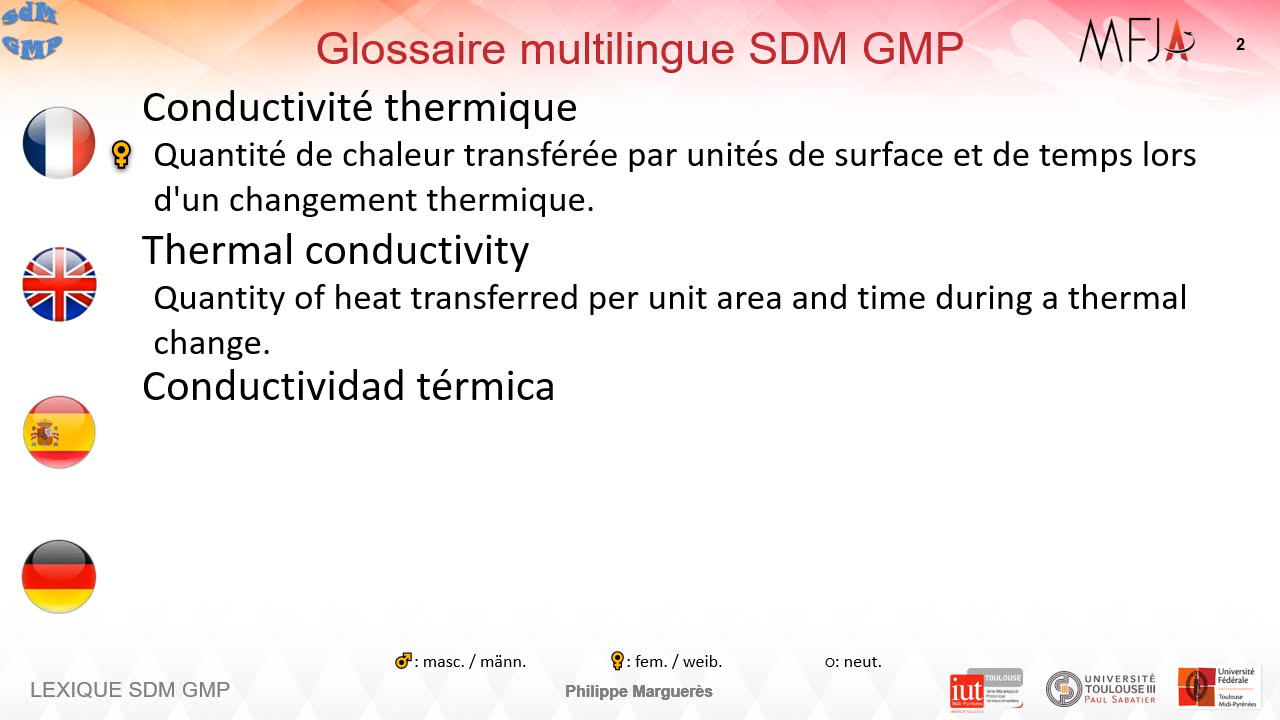 SdM
GMP
Glossaire multilingue SDM GMP
MFJA
2
Conductivité thermique
Quantité de chaleur transférée par unités de surface et de temps lors
d'un changement thermique.
Thermal conductivity
Quantity of heat transferred per unit area and time during a thermal
change.
Conductividad térmica
♂: masc. / männ.
♀: fem. / weib.
○: neut.
LEXIQUE SDM GMP
Philippe Marguerès
iut
Midi-Pyrénées
TOULOUSE
UNIVERSITÉ
TOULOUSE III
PAUL SABATIER
Université
Fédérale
Toulouse
Midi-Pyrénées